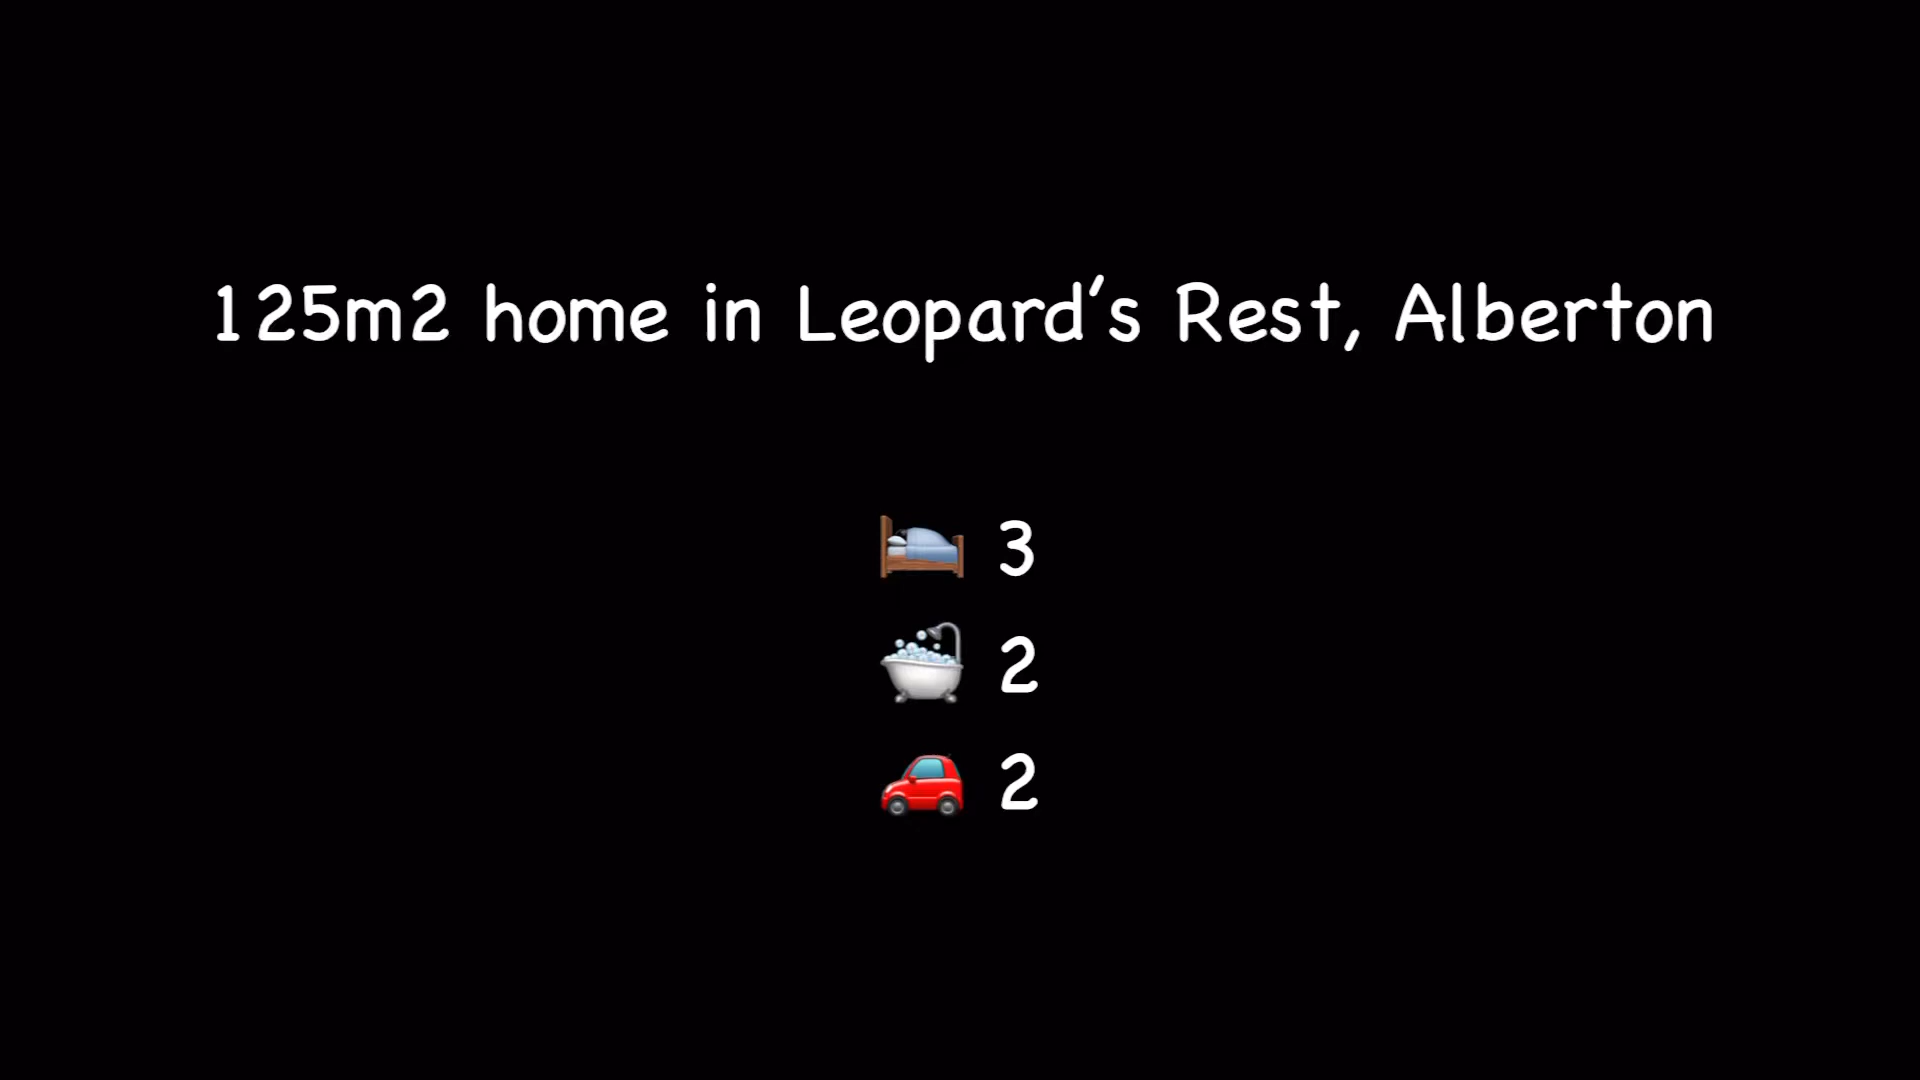 125m2 home in Leopard’s Rest, Alberton
🛏️ 3
🛁 2
🚗 2